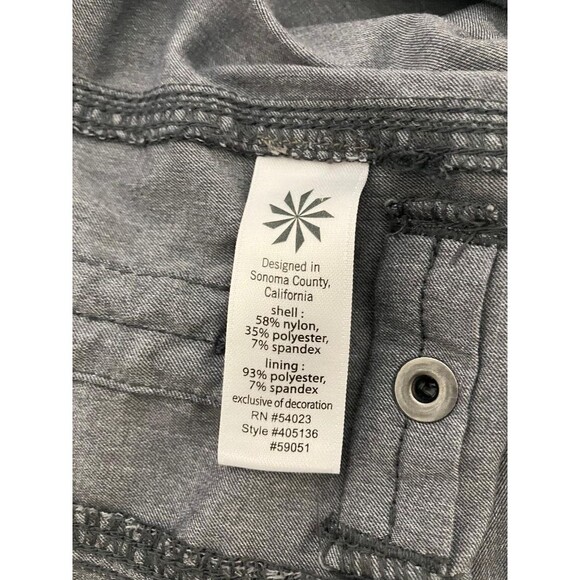 Designed in
Sonoma County,
California
shell :
58% nylon,
35% polyester,
7% spandex
lining :
93% polyester,
7% spandex
exclusive of decoration
RN #54023
Style #405136
#59051